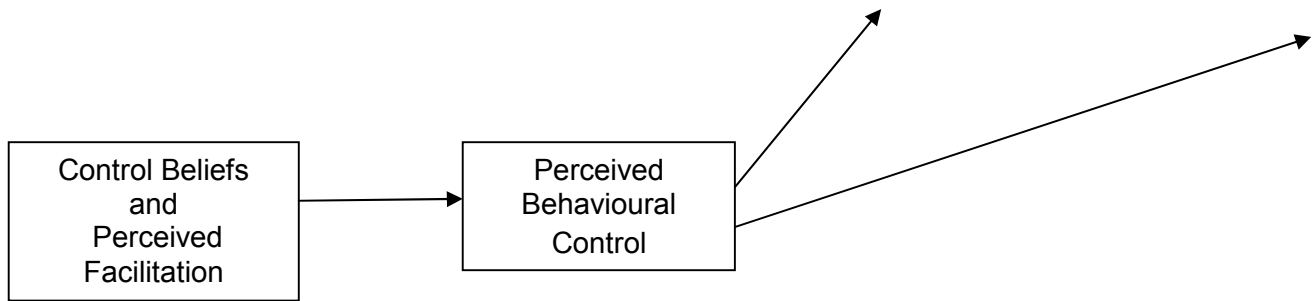 Control Beliefs
and
Perceived
Facilitation
Perceived
Behavioural
Control